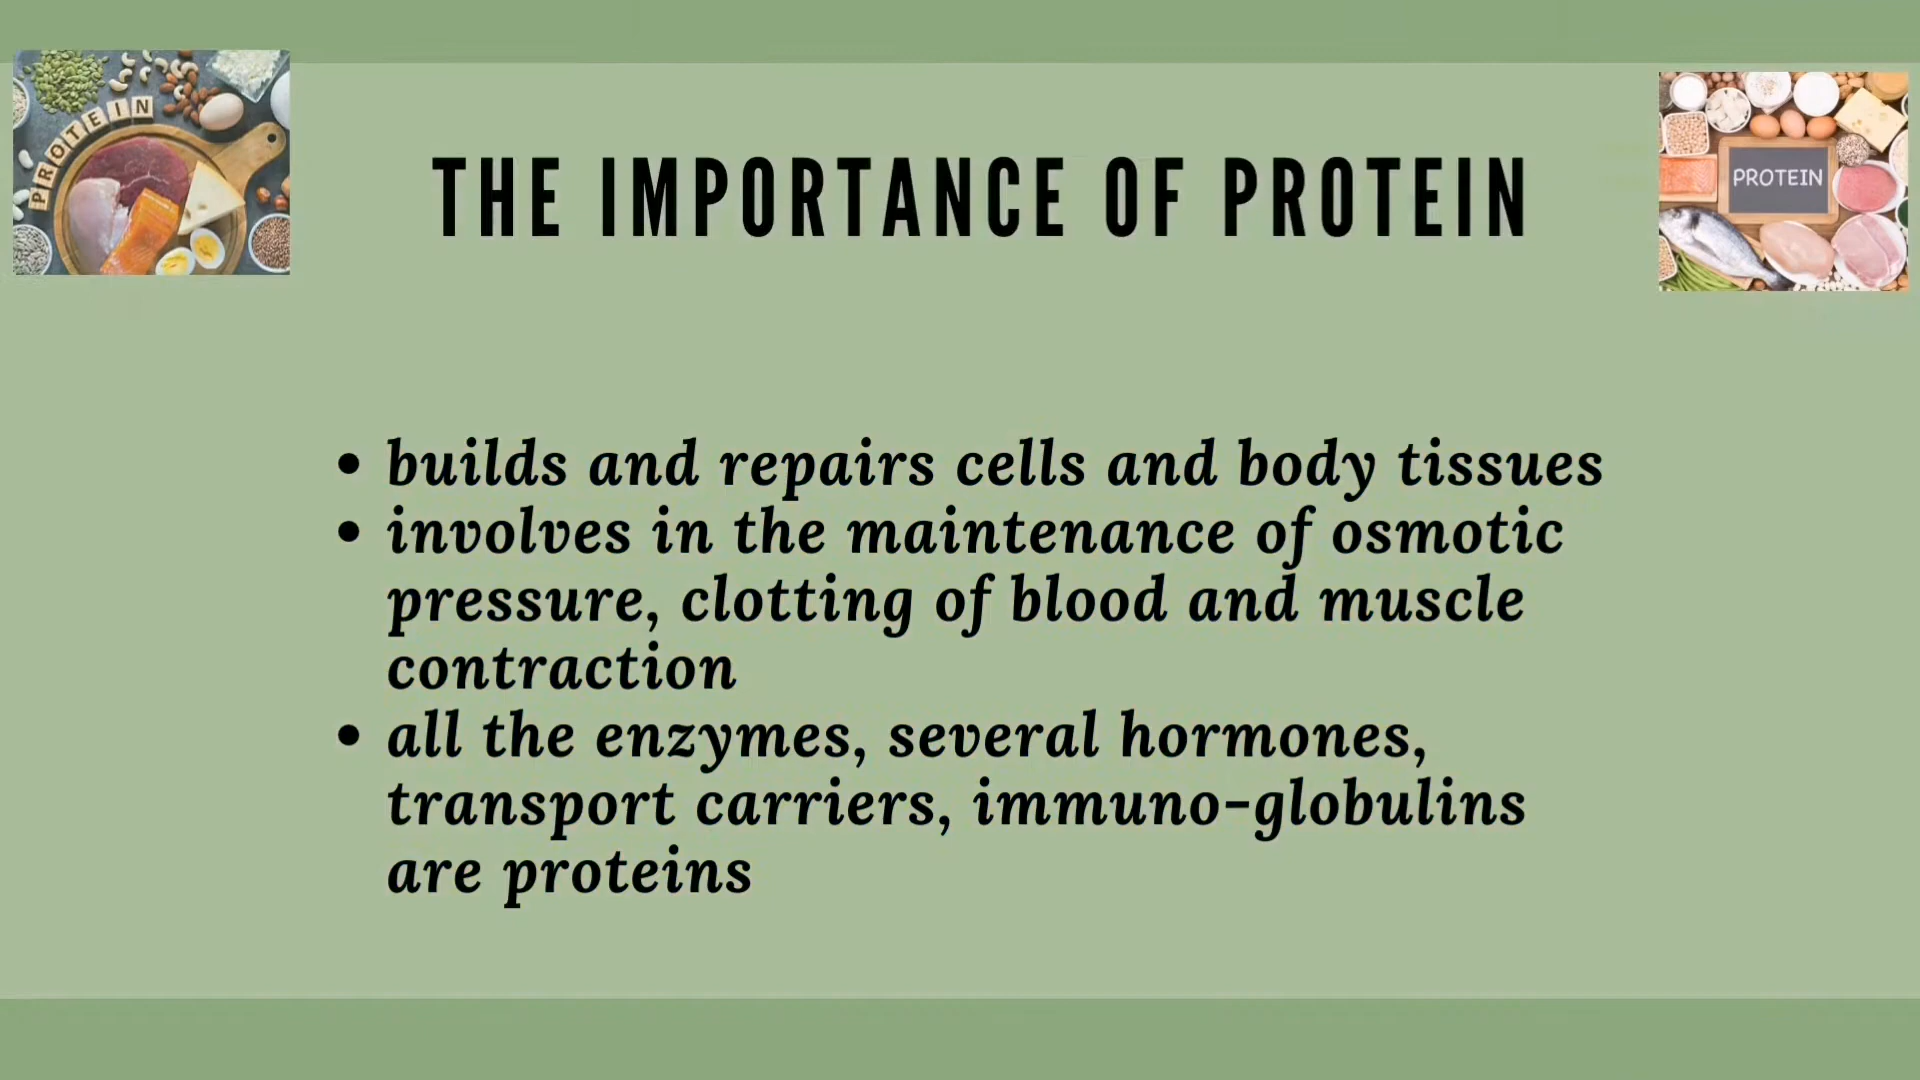 PROTEIN
PROTEIN
THE IMPORTANCE OF PROTEIN
• builds and repairs cells and body tissues
• involves in the maintenance of osmotic
pressure, clotting of blood and muscle
contraction
• all the enzymes, several hormones,
transport carriers, immuno-globulins
are proteins